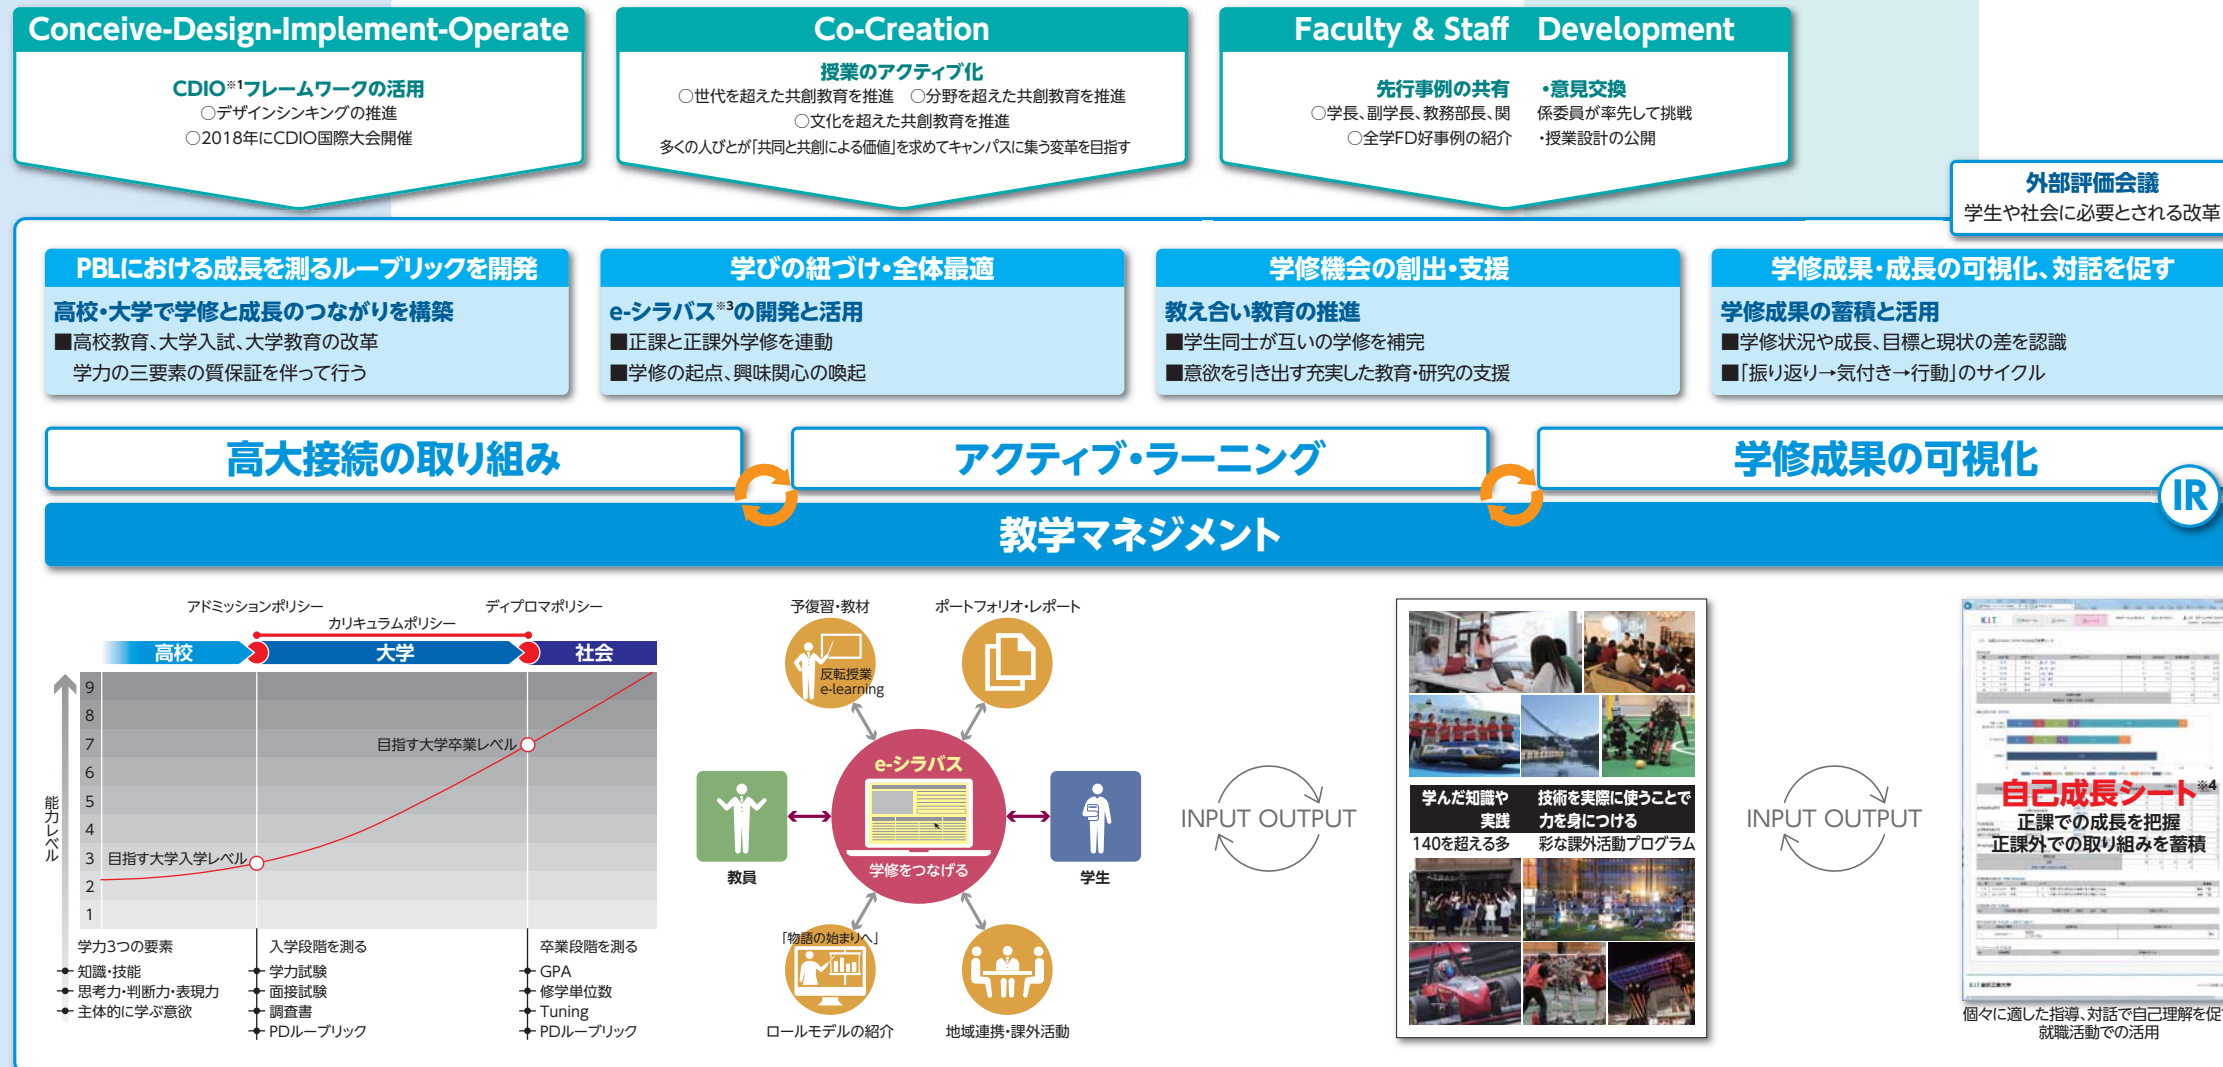 Conceive-Design-Implement-Operate
CDIO※1フレームワークの活用
○デザインシンキングの推進
○2018年にCDIO国際大会開催
Co-Creation
授業のアクティブ化
○世代を超えた共創教育を推進 ○分野を超えた共創教育を推進
○文化を超えた共創教育を推進
多くの人びとが「共同と共創による価値」を求めてキャンパスに集う変革を目指す
Faculty & Staff Development
先行事例の共有・意見交換
○学長、副学長、教務部長、関係委員が率先して挑戦
○全学FD好事例の紹介・授業設計の公開
外部評価会議
学生や社会に必要とされる改革
PBLにおける成長を測るルーブリックを開発
高校・大学で学修と成長のつながりを構築
■高校教育、大学入試、大学教育の改革
学力の三要素の質保証を伴って行う
学びの紐づけ・全体最適
e-シラバス※3の開発と活用
■正課と正課外学修を連動
■学修の起点、興味関心の喚起
学修機会の創出・支援
教え合い教育の推進
■学生同士が互いの学修を補完
■意欲を引き出す充実した教育・研究の支援
学修成果・成長の可視化、対話を促す
学修成果の蓄積と活用
■学修状況や成長、目標と現状の差を認識
■「振り返り→気付き→行動」のサイクル
高大接続の取り組み
アクティブ・ラーニング
学修成果の可視化
IR
教学マネジメント
アドミッションポリシー
カリキュラムポリシー
ディプロマポリシー
高校
大学
社会
能力レベル
9
8
7
6
5
4
3
2
1
目指す大学卒業レベル
目指す大学入学レベル
学力3つの要素
知識・技能
思考力・判断力・表現力
主体的に学ぶ意欲
入学段階を測る
学力試験
面接試験
調査書
PDルーブリック
卒業段階を測る
GPA
修学単位数
Tuning
PDルーブリック
予復習・教材
反転授業
e-learning
ポートフォリオ・レポート
e-シラバス
学修をつなげる
教員
学生
「物語の始まりへ」
ロールモデルの紹介
地域連携・課外活動
INPUT OUTPUT
学んだ知識や技術を実際に使うことで
実践力を身につける
140を超える多彩な課外活動プログラム
INPUT OUTPUT
K.I.T.
自己成長シート※4
正課での成長を把握
正課外での取り組みを蓄積
K.I.T. 金沢工業大学
個々に適した指導、対話で自己理解を促
就職活動での活用